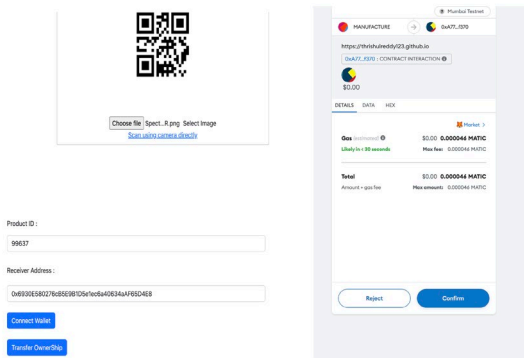 Choose file Spect...R.png Select Image
Scan using camera directly
Product ID :
99637
Receiver Address :
0x6930E580276cB5E9B1D5e1ec6a40634aAF65D4E8
Connect Wallet
Transfer OwnerShip
Mumbai Testnet
MANUFACTURE
0xA77...f370
https://thrishulreddy123.github.io
0xA77...f370 : CONTRACT INTERACTION
$0.00
DETAILS DATA HEX
Market >
Gas (estimated) $0.00 0.000046 MATIC
Likely in < 30 seconds Max fee: 0.000046 MATIC
Total $0.00 0.000046 MATIC
Amount + gas fee Max amount: 0.000046 MATIC
Reject Confirm